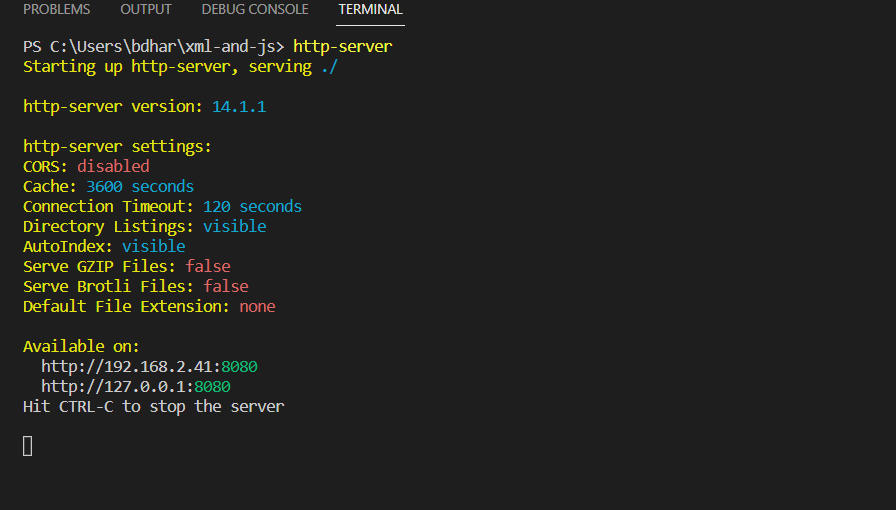 PROBLEMS OUTPUT DEBUG CONSOLE TERMINAL
PS C:\Users\bdhar\xml-and-js> http-server
Starting up http-server, serving ./
http-server version: 14.1.1
http-server settings:
CORS: disabled
Cache: 3600 seconds
Connection Timeout: 120 seconds
Directory Listings: visible
AutoIndex: visible
Serve GZIP Files: false
Serve Brotli Files: false
Default File Extension: none
Available on:
http://192.168.2.41:8080
http://127.0.0.1:8080
Hit CTRL-C to stop the server